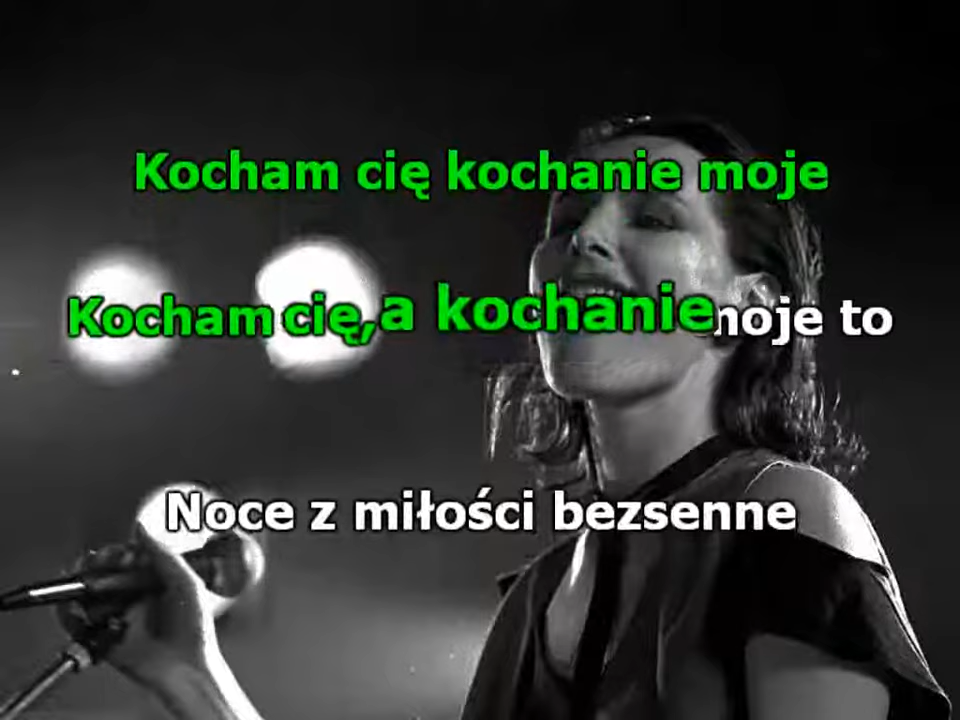 Kocham cię kochanie moje
Kocham cię, a kochanie moje to
Noce z miłości bezsenne